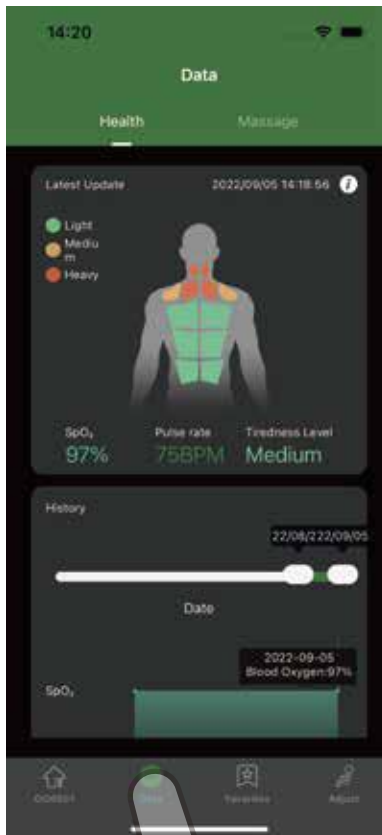 14:20
Data
Health Massage
Latest Update 2022/09/05 14:18:56 i
Light
Mediu
m
Heavy
SpO₂ Pulse rate Tiredness Level
97% 75BPM Medium
History
22/08/222/09/05
Date
2022-09-05
Blood Oxygen:97%
SpO₂
Favorites Adjust